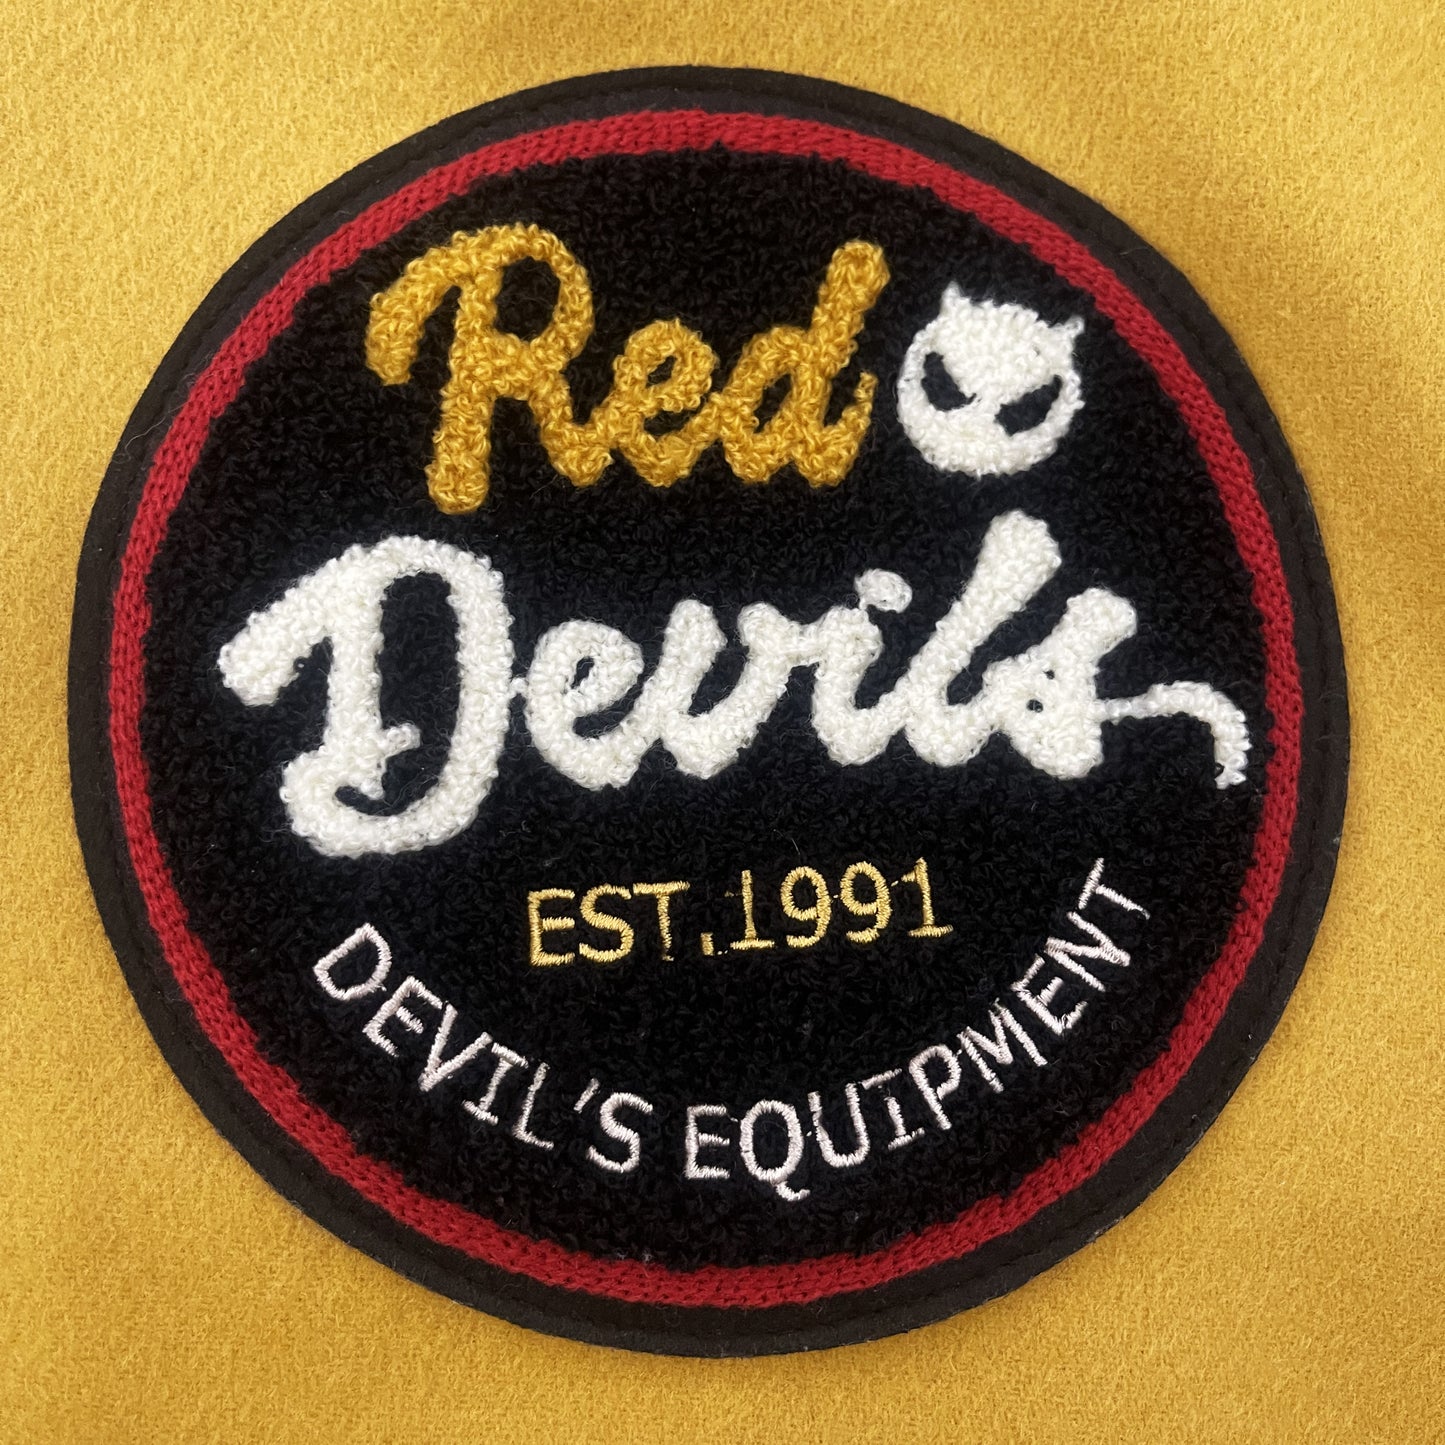 Red
Devils
EST.1991
DEVIL'S EQUIPMENT